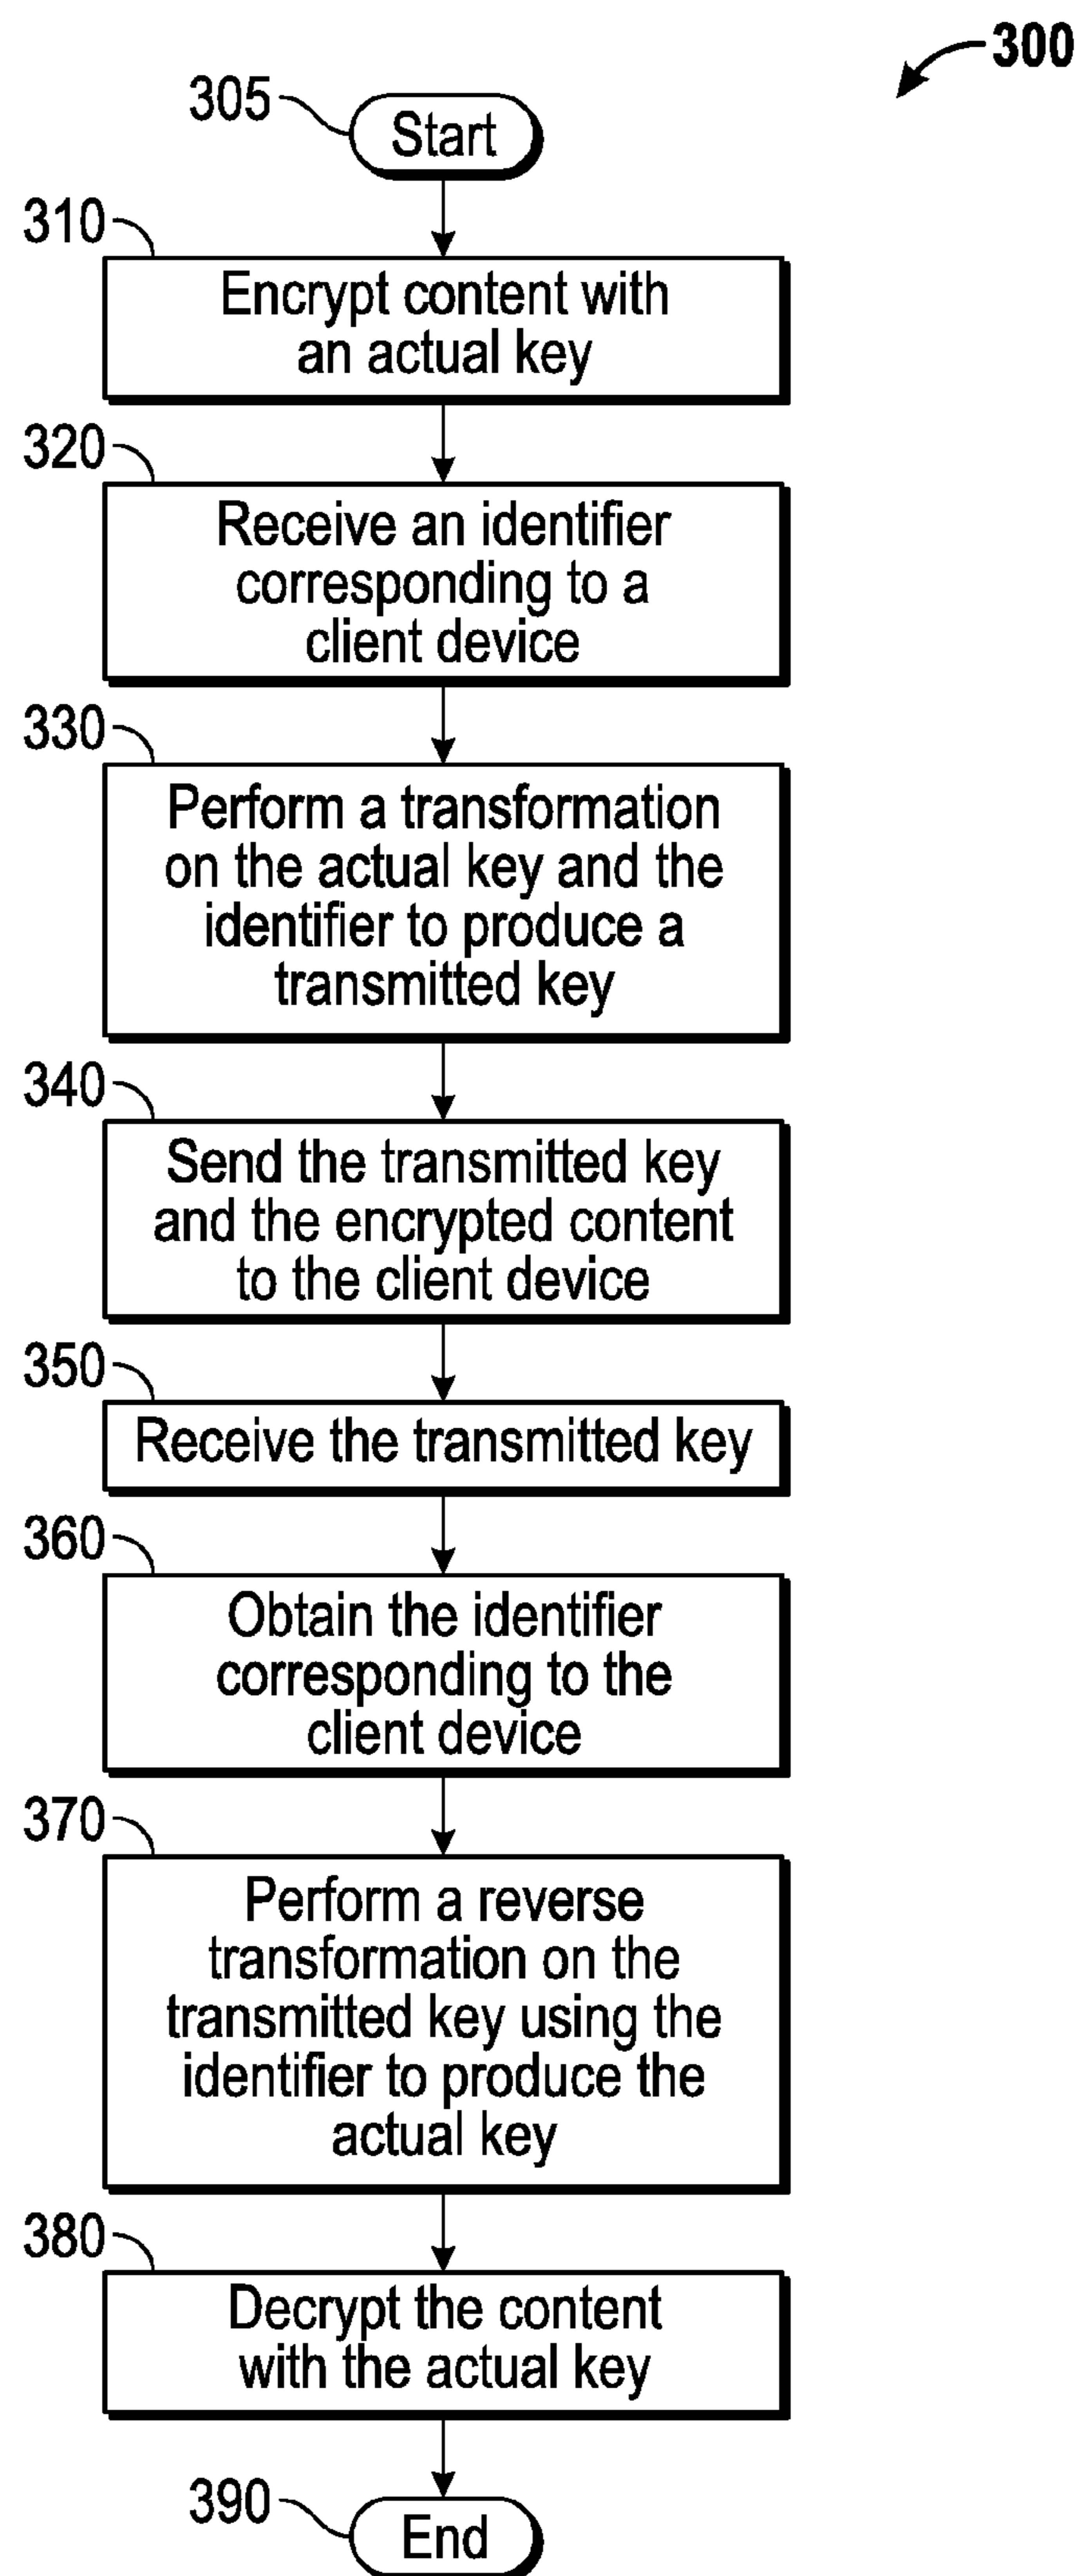 300
305
Start
310
Encrypt content with
an actual key
320
Receive an identifier
corresponding to a
client device
330
Perform a transformation
on the actual key and the
identifier to produce a
transmitted key
340
Send the transmitted key
and the encrypted content
to the client device
350
Receive the transmitted key
360
Obtain the identifier
corresponding to the
client device
370
Perform a reverse
transformation on the
transmitted key using the
identifier to produce the
actual key
380
Decrypt the content
with the actual key
390
End